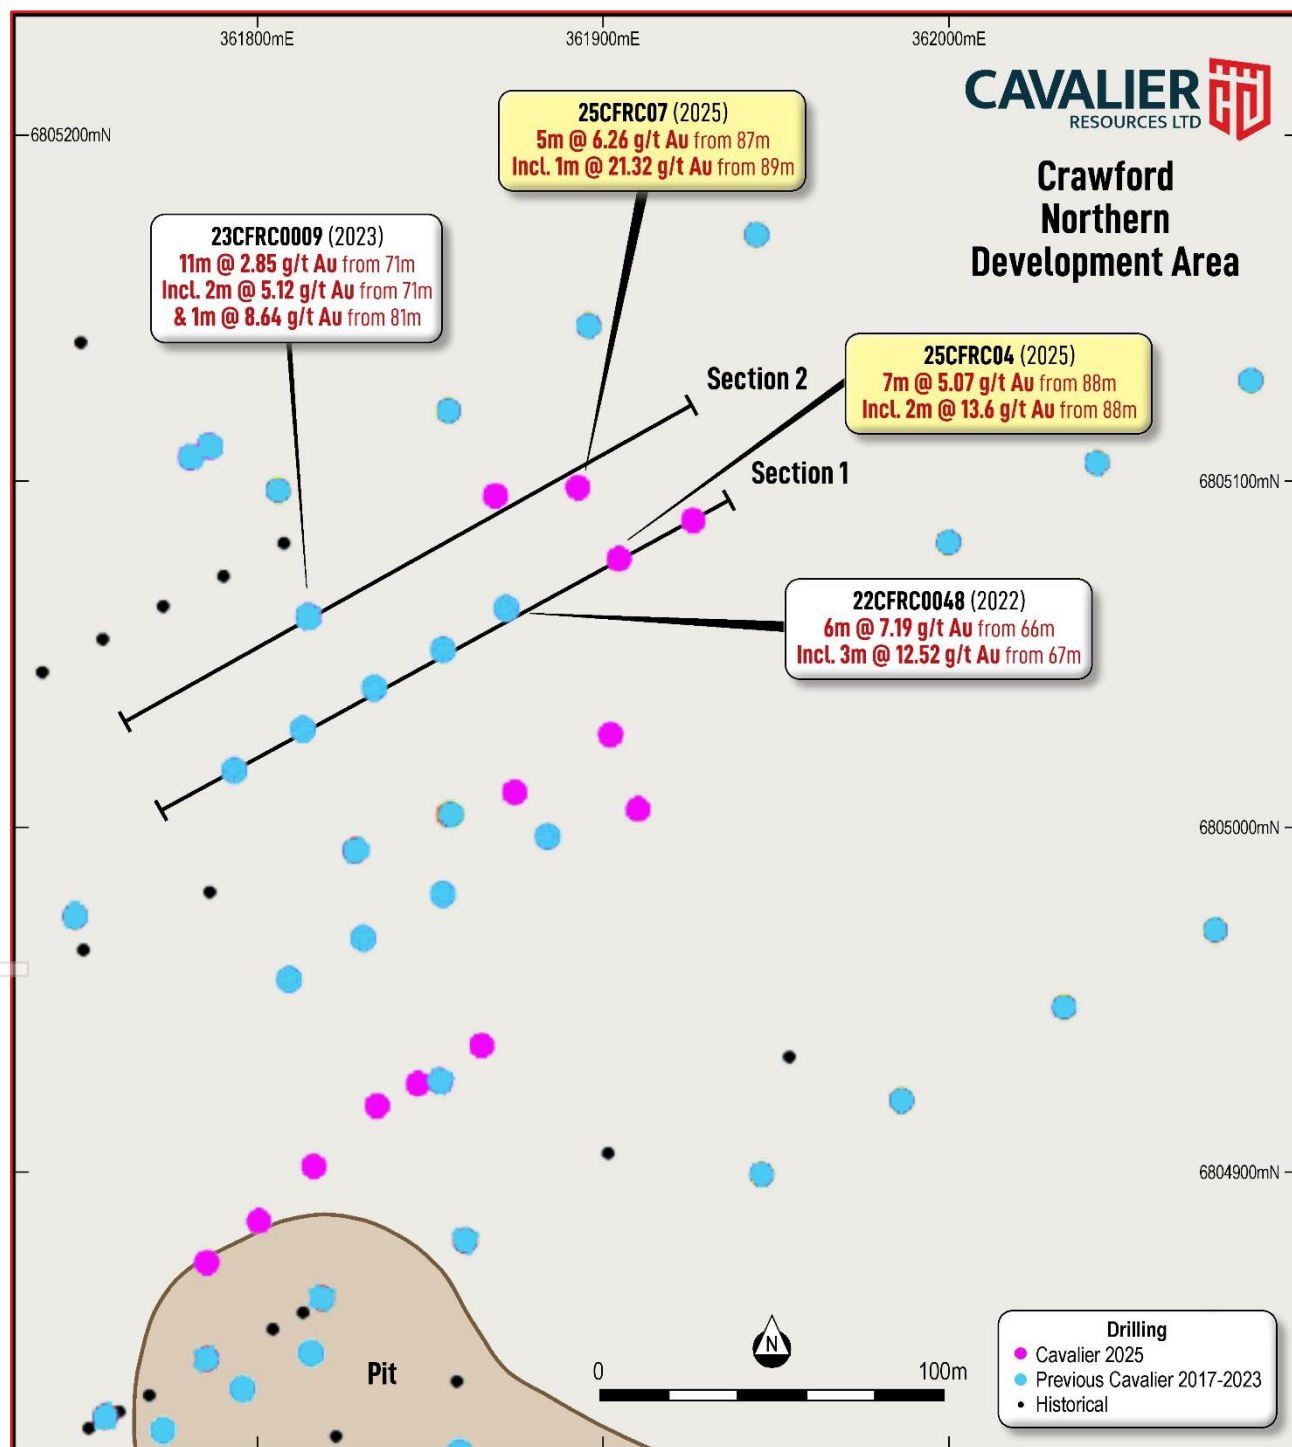 361800mE
361900mE
362000mE
CAVALIER
RESOURCES LTD
Crawford
Northern
Development Area
6805200mN
25CFRC07 (2025)
5m @ 6.26 g/t Au from 87m
Incl. 1m @ 21.32 g/t Au from 89m
23CFRC0009 (2023)
11m @ 2.85 g/t Au from 71m
Incl. 2m @ 5.12 g/t Au from 71m
& 1m @ 8.64 g/t Au from 81m
25CFRC04 (2025)
7m @ 5.07 g/t Au from 88m
Incl. 2m @ 13.6 g/t Au from 88m
Section 2
Section 1
6805100mN
22CFRC0048 (2022)
6m @ 7.19 g/t Au from 66m
Incl. 3m @ 12.52 g/t Au from 67m
6805000mN
6804900mN
Pit
N
0
100m
Drilling
Cavalier 2025
Previous Cavalier 2017-2023
Historical